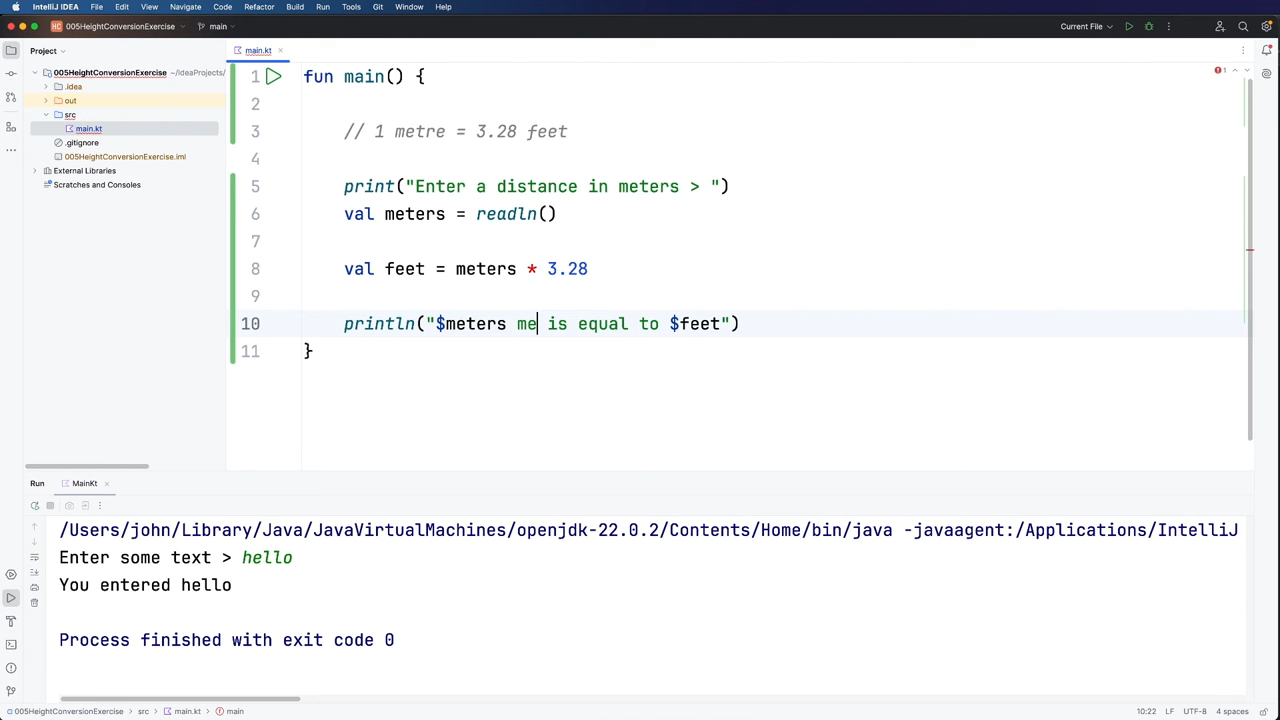 IntelliJ IDEA File Edit View Navigate Code Refactor Build Run Tools Git Window Help
HC 005HeightConversionExercise main Current File
Project
main.kt
005HeightConversionExercise ~/IdeaProjects/
.idea
out
src
main.kt
.gitignore
005HeightConversionExercise.iml
External Libraries
Scratches and Consoles
1 fun main() {
2
3 // 1 metre = 3.28 feet
4
5 print("Enter a distance in meters > ")
6 val meters = readln()
7
8 val feet = meters * 3.28
9
10 println("$meters me is equal to $feet")
11 }
1
Run MainKt
/Users/john/Library/Java/JavaVirtualMachines/openjdk-22.0.2/Contents/Home/bin/java -javaagent:/Applications/IntelliJ
Enter some text > hello
You entered hello
Process finished with exit code 0
005HeightConversionExercise > src > main.kt > main 10:22 LF UTF-8 4 spaces